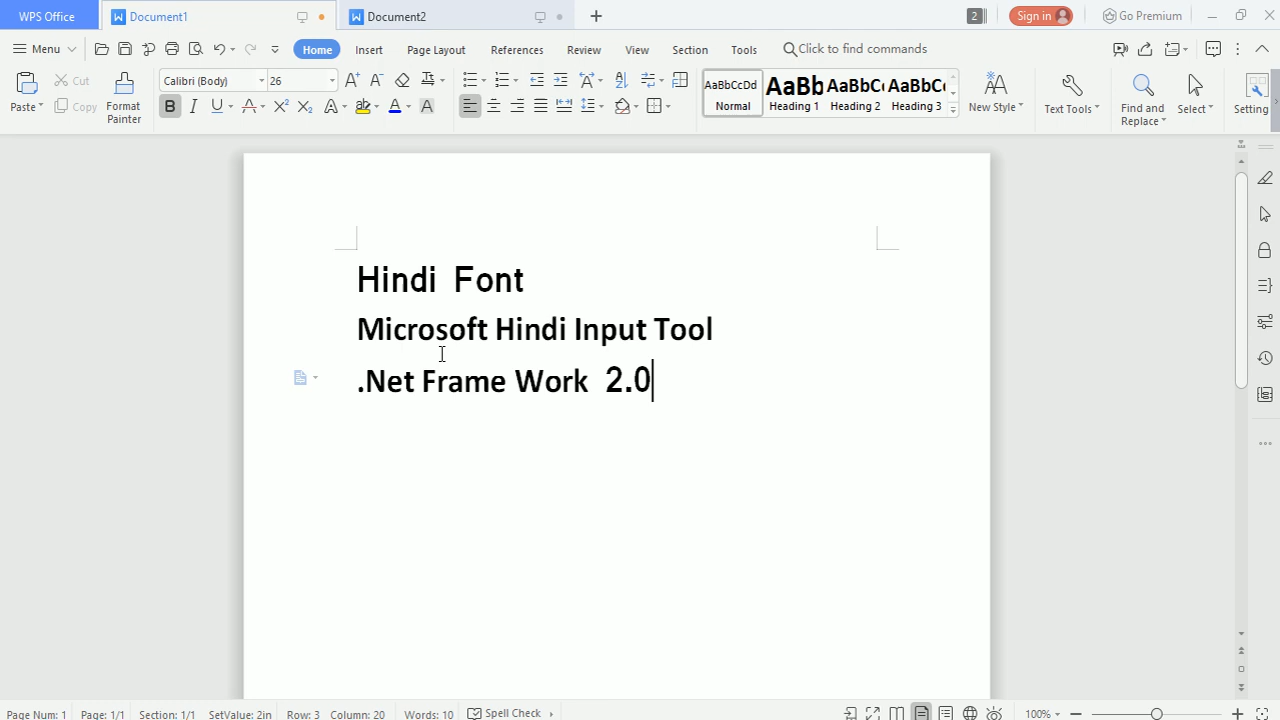 WPS Office Document1 Document2 2 Sign in Go Premium
Menu Home Insert Page Layout References Review View Section Tools Click to find commands
Paste Cut Copy Format Painter Calibri (Body) 26 AaBbCcDd Normal AaBb Heading 1 AaBbC Heading 2 AaBbC Heading 3 New Style Text Tools Find and Replace Select Setting
Hindi Font
Microsoft Hindi Input Tool
.Net Frame Work 2.0
Page Num: 1 Page: 1/1 Section: 1/1 SetValue: 2in Row: 3 Column: 20 Words: 10 Spell Check 100%